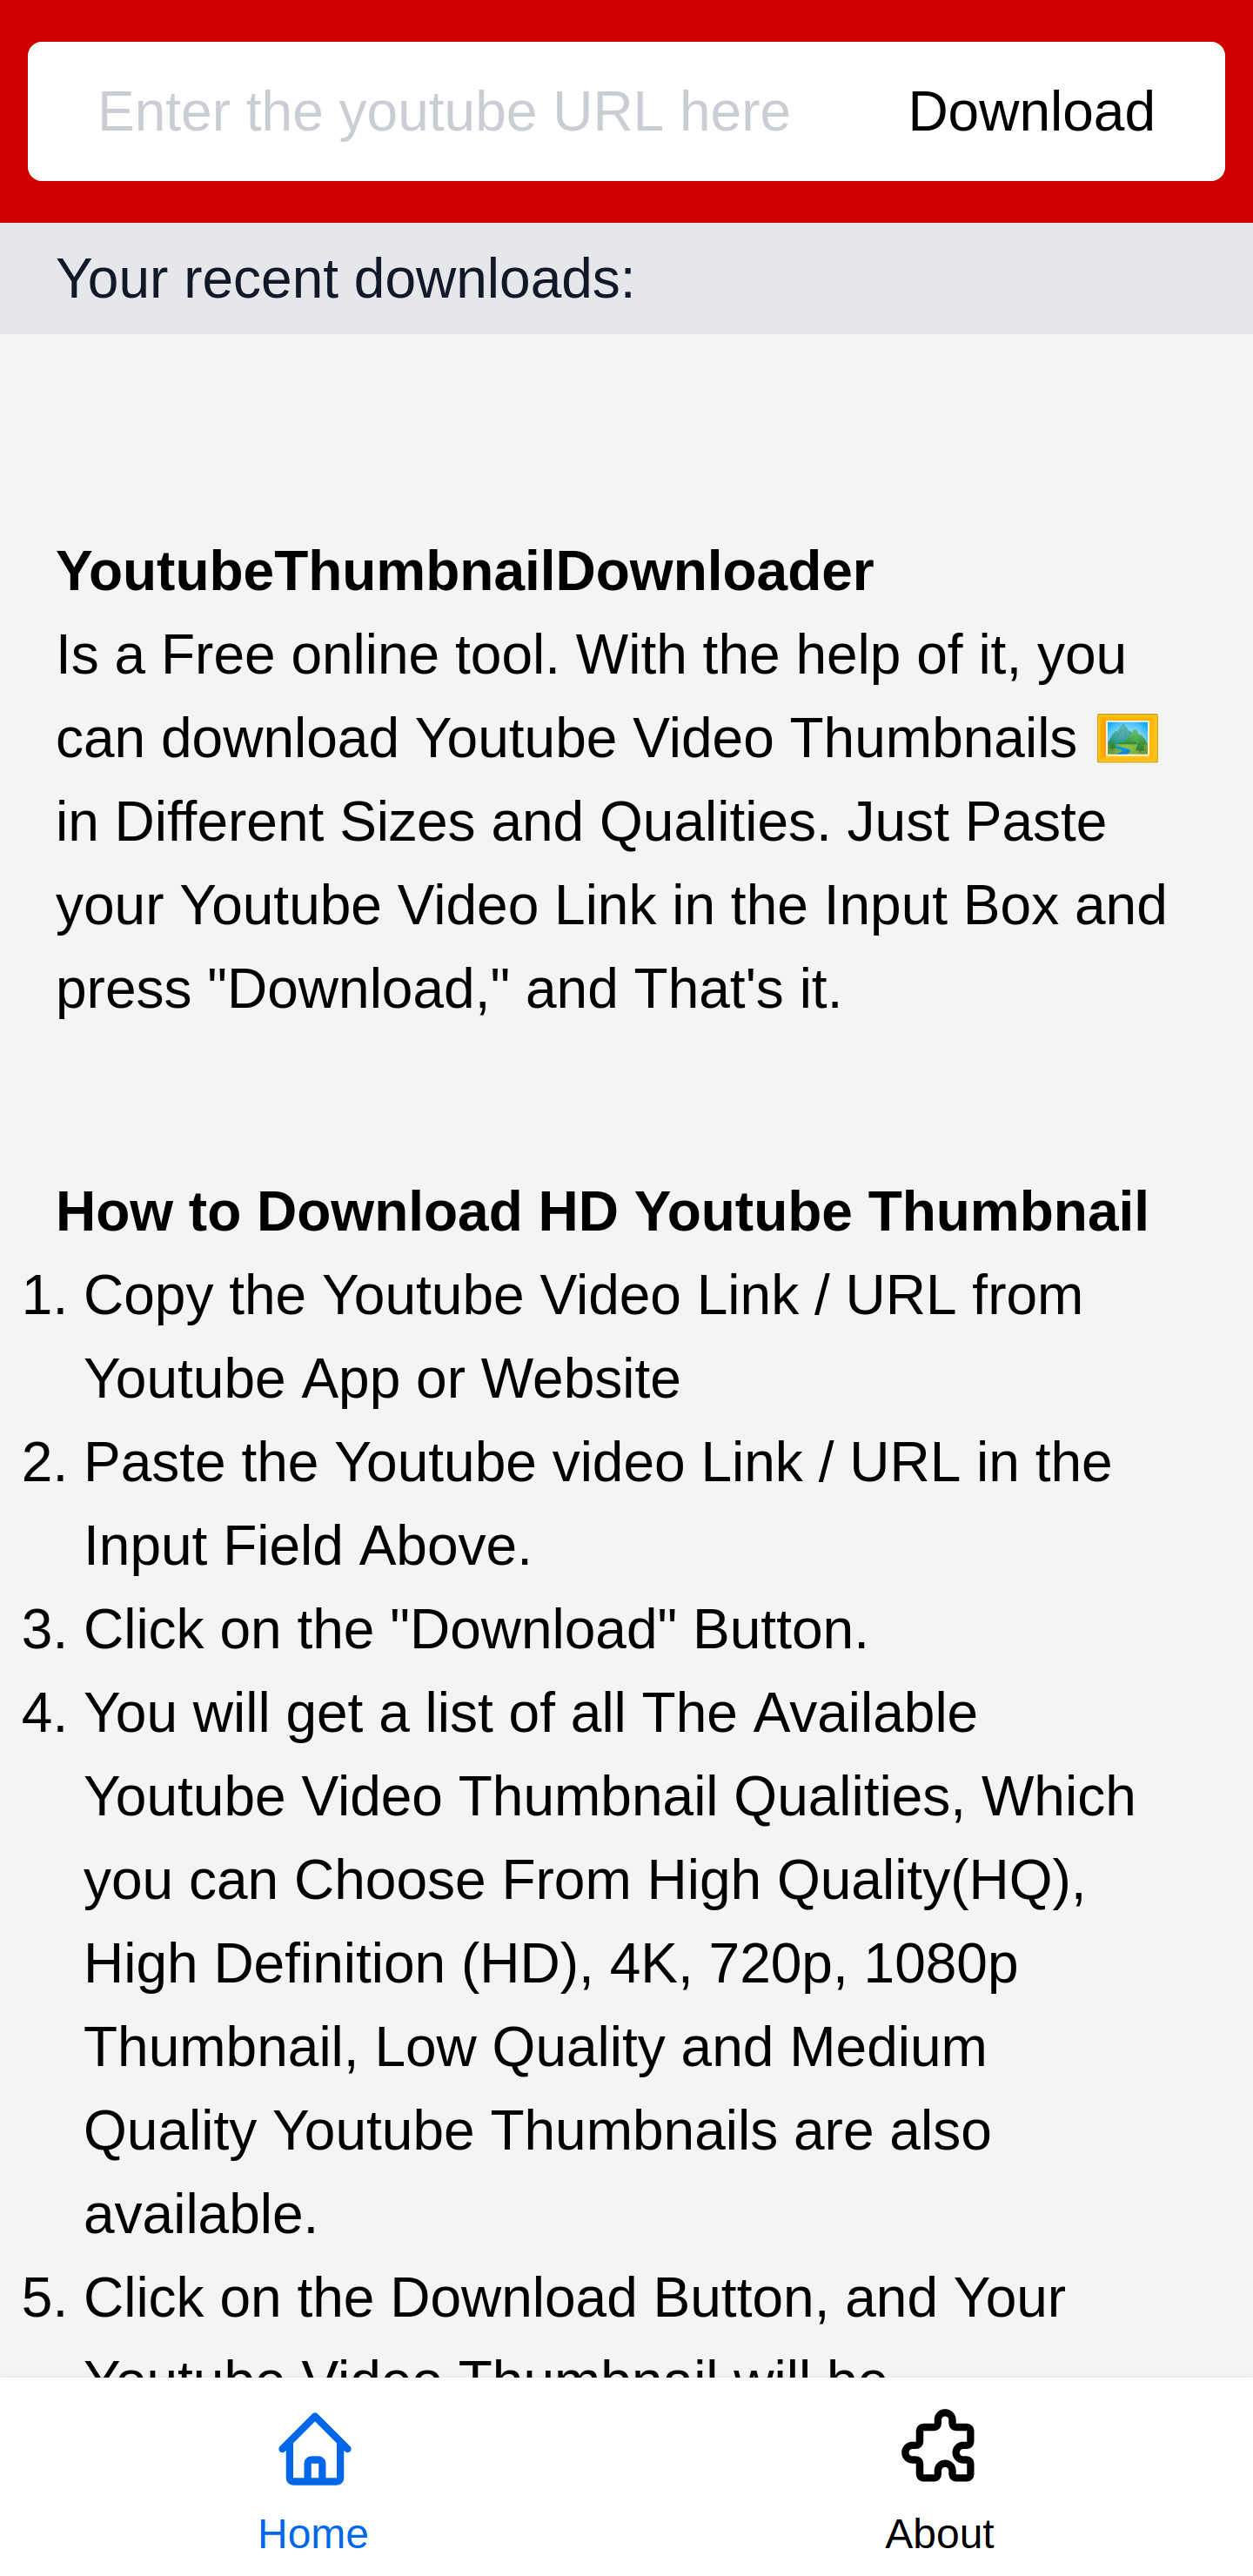 Enter the youtube URL here Download
Your recent downloads:
YoutubeThumbnailDownloader
Is a Free online tool. With the help of it, you
can download Youtube Video Thumbnails 🖼️
in Different Sizes and Qualities. Just Paste
your Youtube Video Link in the Input Box and
press "Download," and That's it.
How to Download HD Youtube Thumbnail
1. Copy the Youtube Video Link / URL from
Youtube App or Website
2. Paste the Youtube video Link / URL in the
Input Field Above.
3. Click on the "Download" Button.
4. You will get a list of all The Available
Youtube Video Thumbnail Qualities, Which
you can Choose From High Quality(HQ),
High Definition (HD), 4K, 720p, 1080p
Thumbnail, Low Quality and Medium
Quality Youtube Thumbnails are also
available.
5. Click on the Download Button, and Your
Youtube Video Thumbnail will be
Home About